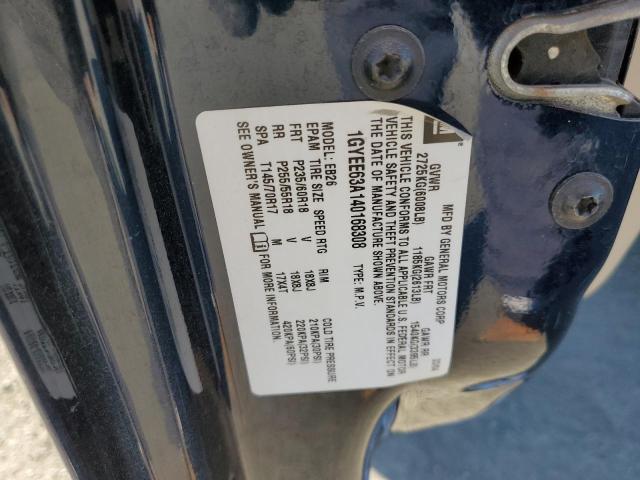 MFD BY GENERAL MOTORS CORP
GVWR GAWR FRT GAWR RR
2725KG(6008LB) 1185KG(2613LB) 1540KG(3395LB)
THIS VEHICLE CONFORMS TO ALL APPLICABLE U.S. FEDERAL MOTOR
VEHICLE SAFETY AND THEFT PREVENTION STANDARDS IN EFFECT ON
THE DATE OF MANUFACTURE SHOWN ABOVE.
1GYEE63A140168308 TYPE: M.P.V.
MODEL: EB26
EPAM TIRE SIZE SPEED RTG RIM COLD TIRE PRESSURE
FRT P235/60R18 V 18X8J 210KPA(30PSI)
RR P255/55R18 V 18X8J 220KPA(32PSI)
SPA T145/70R17 M 17X4T 420KPA(60PSI)
SEE OWNER'S MANUAL FOR MORE INFORMATION.